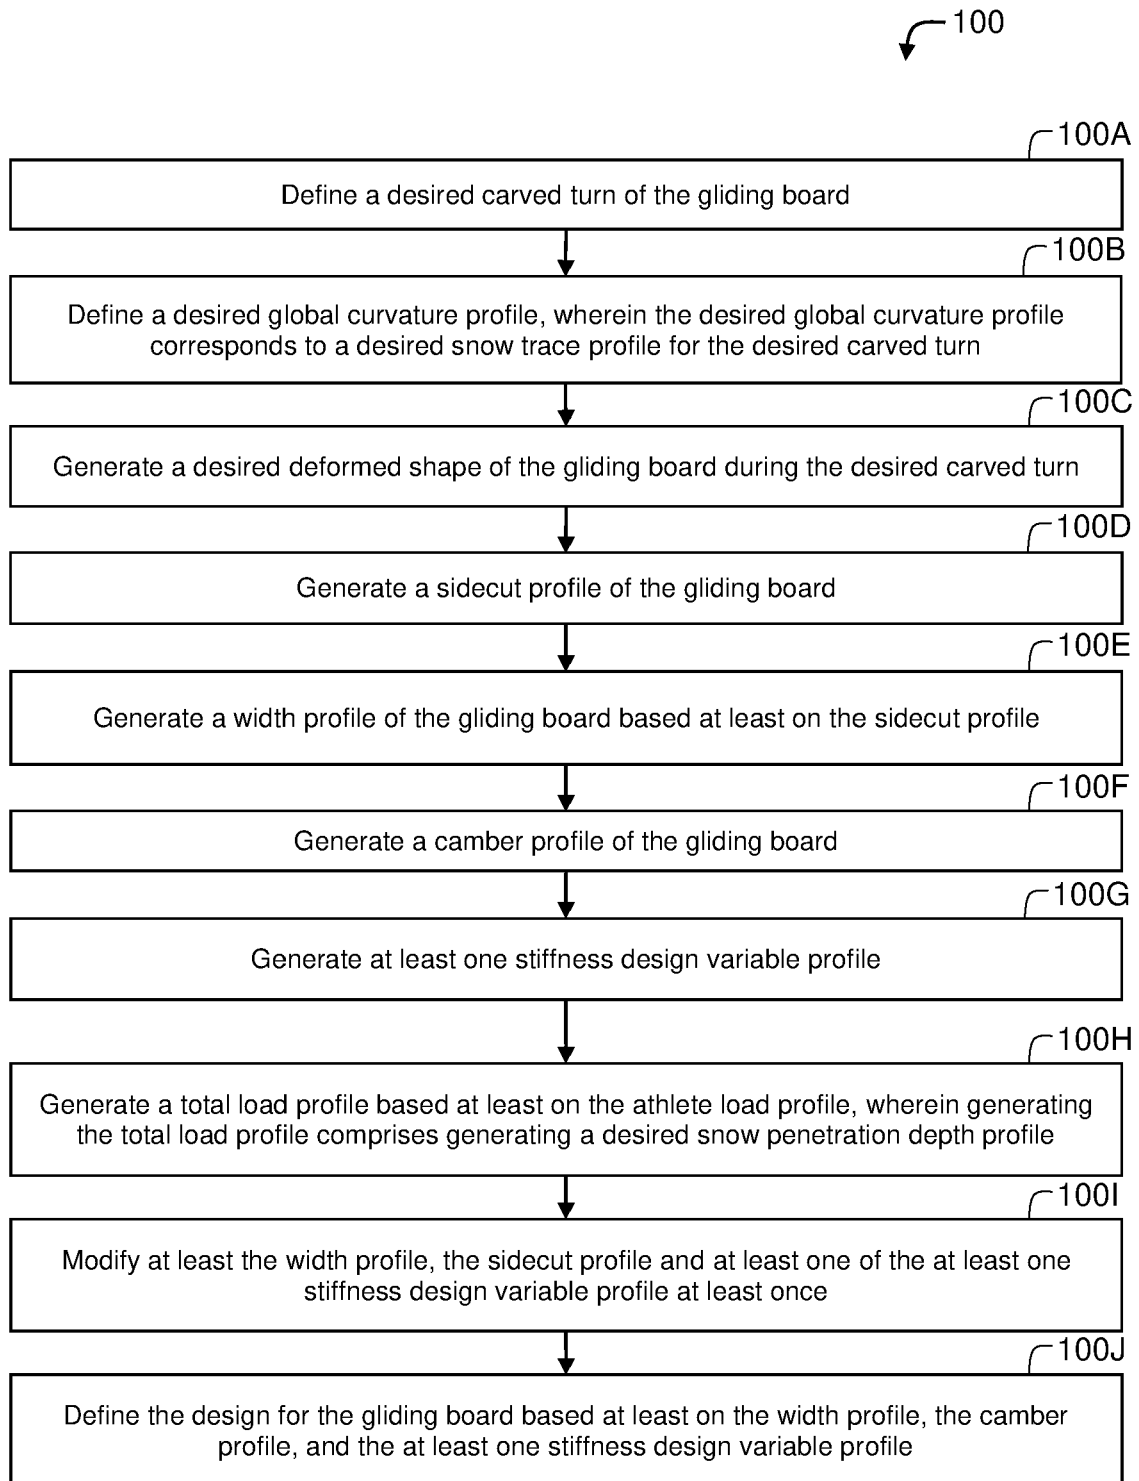 100
100A
Define a desired carved turn of the gliding board
100B
Define a desired global curvature profile, wherein the desired global curvature profile
corresponds to a desired snow trace profile for the desired carved turn
100C
Generate a desired deformed shape of the gliding board during the desired carved turn
100D
Generate a sidecut profile of the gliding board
100E
Generate a width profile of the gliding board based at least on the sidecut profile
100F
Generate a camber profile of the gliding board
100G
Generate at least one stiffness design variable profile
100H
Generate a total load profile based at least on the athlete load profile, wherein generating
the total load profile comprises generating a desired snow penetration depth profile
100I
Modify at least the width profile, the sidecut profile and at least one of the at least one
stiffness design variable profile at least once
100J
Define the design for the gliding board based at least on the width profile, the camber
profile, and the at least one stiffness design variable profile